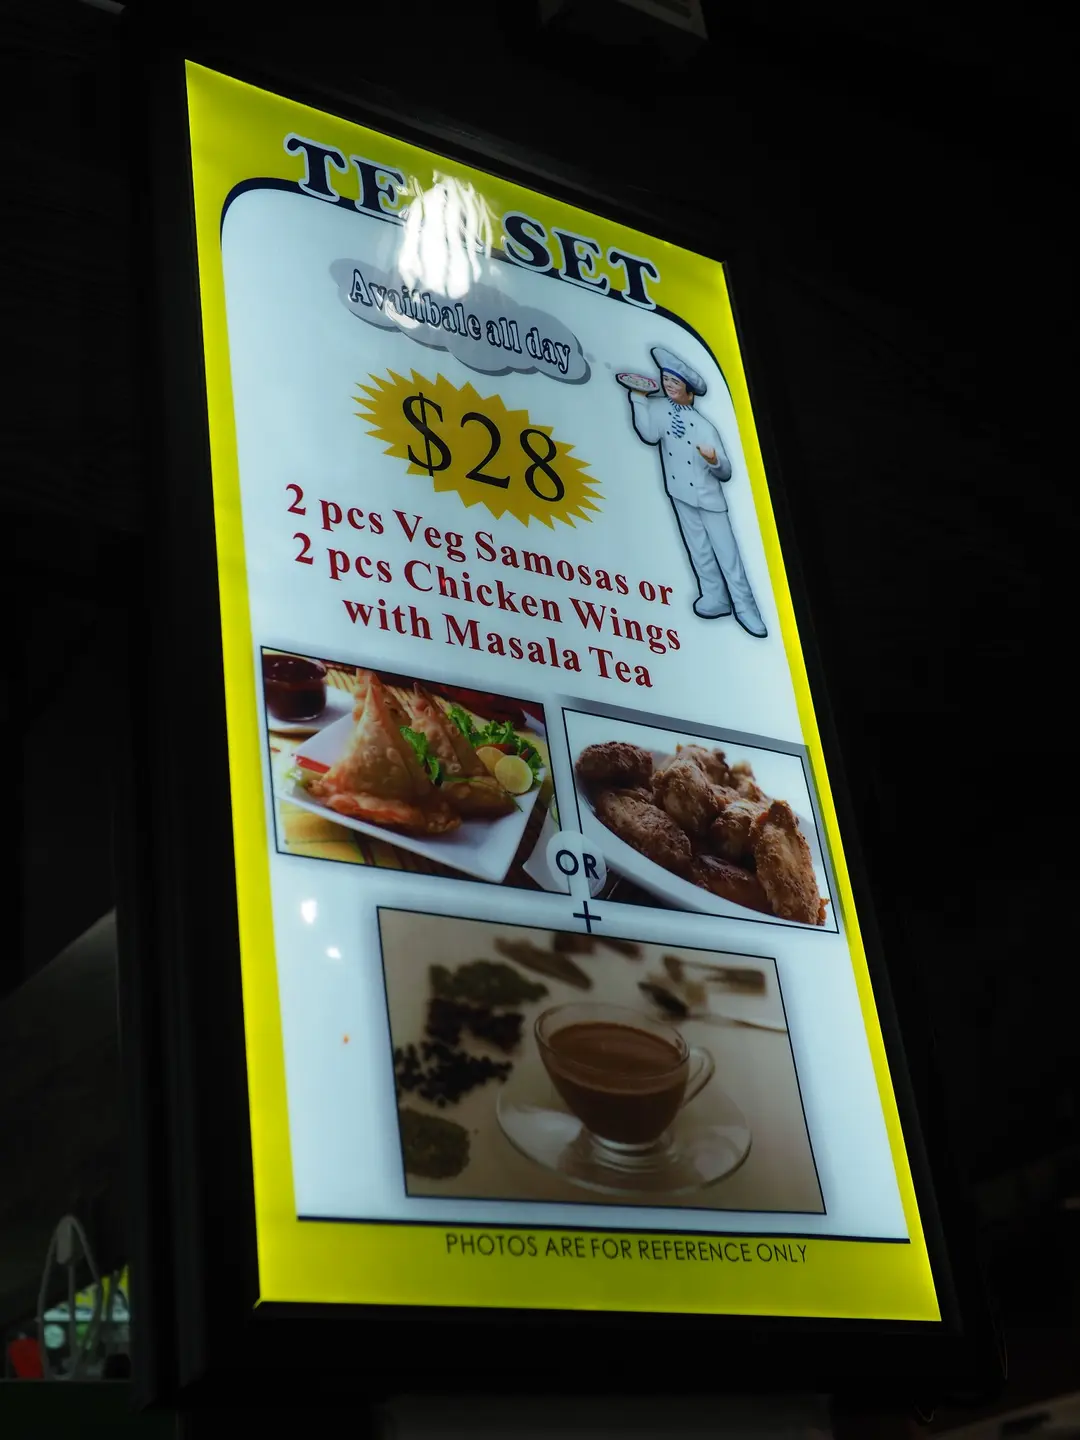 TEA SET
Availbale all day
$28
2 pcs Veg Samosas or
2 pcs Chicken Wings
with Masala Tea
OR
+
PHOTOS ARE FOR REFERENCE ONLY